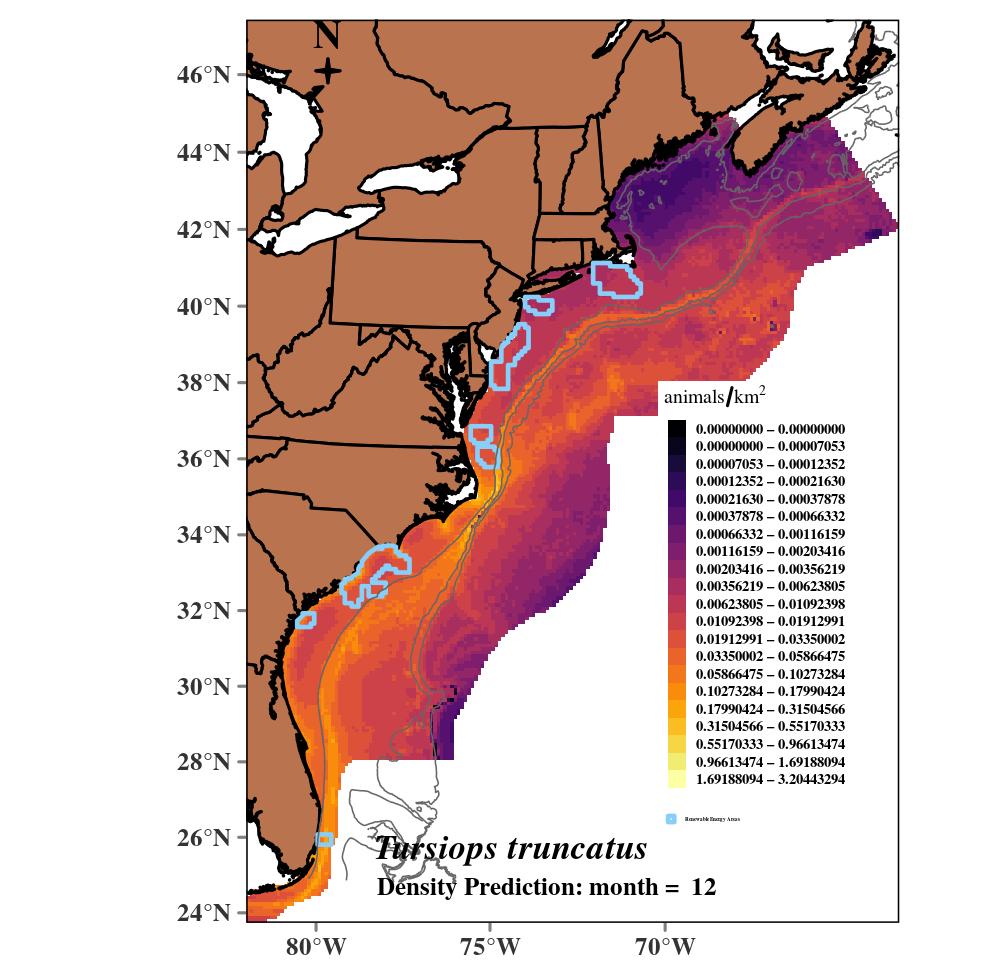 N
46°N
44°N
42°N
40°N
38°N
36°N
34°N
32°N
30°N
28°N
26°N
24°N
80°W
75°W
70°W
animals/km²
0.00000000 – 0.00000000
0.00000000 – 0.00007053
0.00007053 – 0.00012352
0.00012352 – 0.00021630
0.00021630 – 0.00037878
0.00037878 – 0.00066332
0.00066332 – 0.00116159
0.00116159 – 0.00203416
0.00203416 – 0.00356219
0.00356219 – 0.00623805
0.00623805 – 0.01092398
0.01092398 – 0.01912991
0.01912991 – 0.03350002
0.03350002 – 0.05866475
0.05866475 – 0.10273284
0.10273284 – 0.17990424
0.17990424 – 0.31504566
0.31504566 – 0.55170333
0.55170333 – 0.96613474
0.96613474 – 1.69188094
1.69188094 – 3.20443294
Renewable Energy Areas
Tursiops truncatus
Density Prediction: month = 12